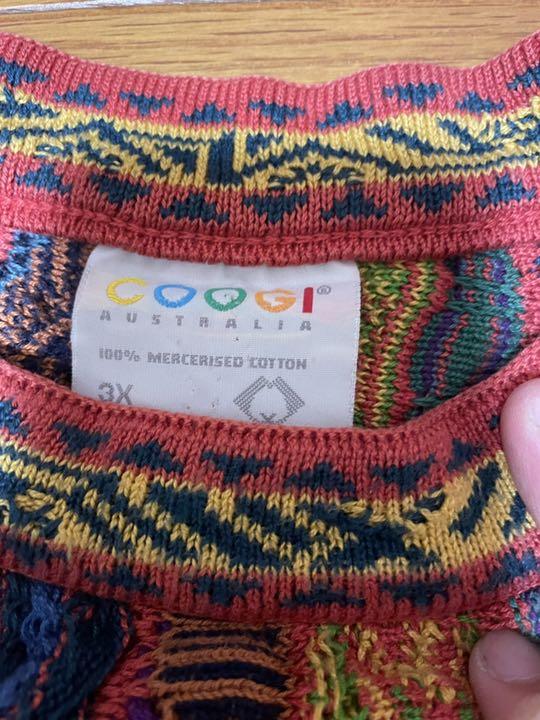 COOGI®
AUSTRALIA
100% MERCERISED COTTON
3X